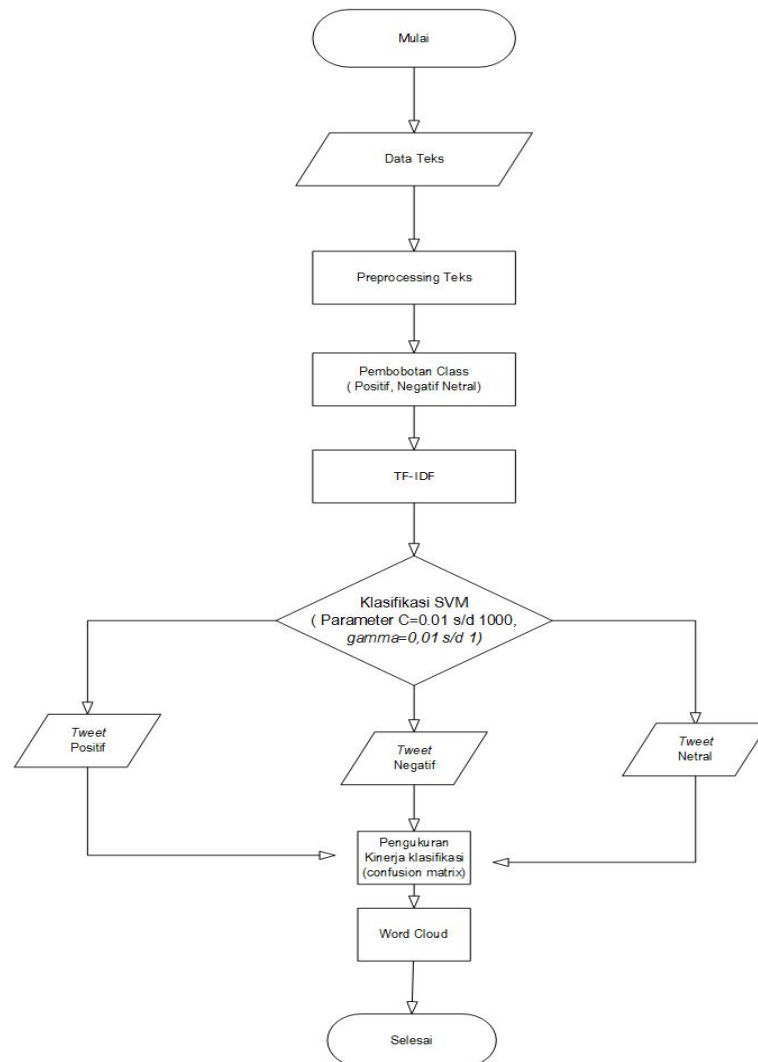 Mulai
Data Teks
Preprocessing Teks
Pembobotan Class
( Positif, Negatif Netral)
TF-IDF
Klasifikasi SVM
( Parameter C=0.01 s/d 1000,
gamma=0,01 s/d 1)
Tweet
Positif
Tweet
Negatif
Tweet
Netral
Pengukuran
Kinerja klasifikasi
(confusion matrix)
Word Cloud
Selesai